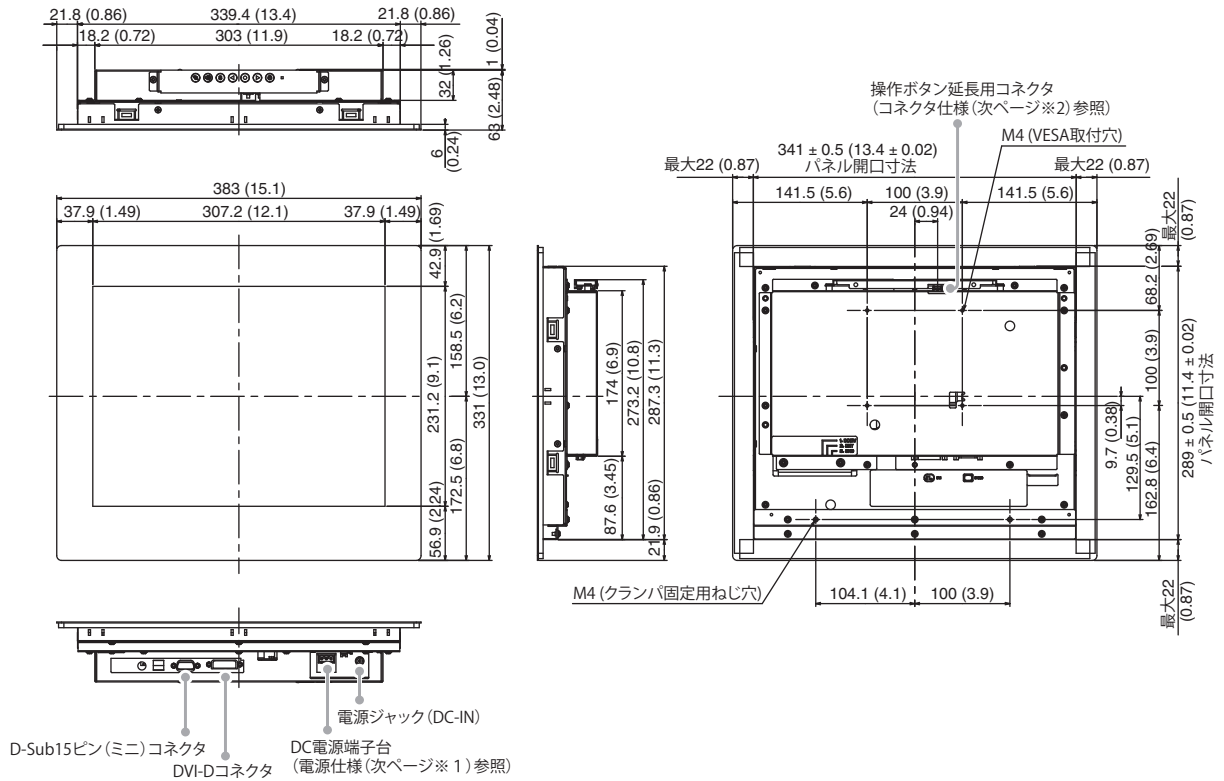 21.8 (0.86)
339.4 (13.4)
21.8 (0.86)
18.2 (0.72)
303 (11.9)
18.2 (0.72)
1 (0.04)
32 (1.26)
63 (2.48)
6
(0.24)
383 (15.1)
37.9 (1.49)
307.2 (12.1)
37.9 (1.49)
42.9 (1.69)
158.5 (6.2)
231.2 (9.1)
331 (13.0)
172.5 (6.8)
56.9 (2.24)
174 (6.9)
273.2 (10.8)
287.3 (11.3)
87.6 (3.45)
21.9 (0.86)
操作ボタン延長用コネクタ
(コネクタ仕様(次ページ※2)参照)
M4 (VESA取付穴)
341 ± 0.5 (13.4 ± 0.02)
パネル開口寸法
最大22 (0.87)
最大22 (0.87)
141.5 (5.6)
100 (3.9)
141.5 (5.6)
24 (0.94)
最大22
(0.87)
68.2 (2.69)
100 (3.9)
9.7 (0.38)
129.5 (5.1)
162.8 (6.4)
289 ± 0.5 (11.4 ± 0.02)
パネル開口寸法
最大22
(0.87)
M4 (クランパ固定用ねじ穴)
104.1 (4.1)
100 (3.9)
電源ジャック(DC-IN)
D-Sub15ピン(ミニ)コネクタ
DVI-Dコネクタ
DC電源端子台
(電源仕様(次ページ※1)参照)